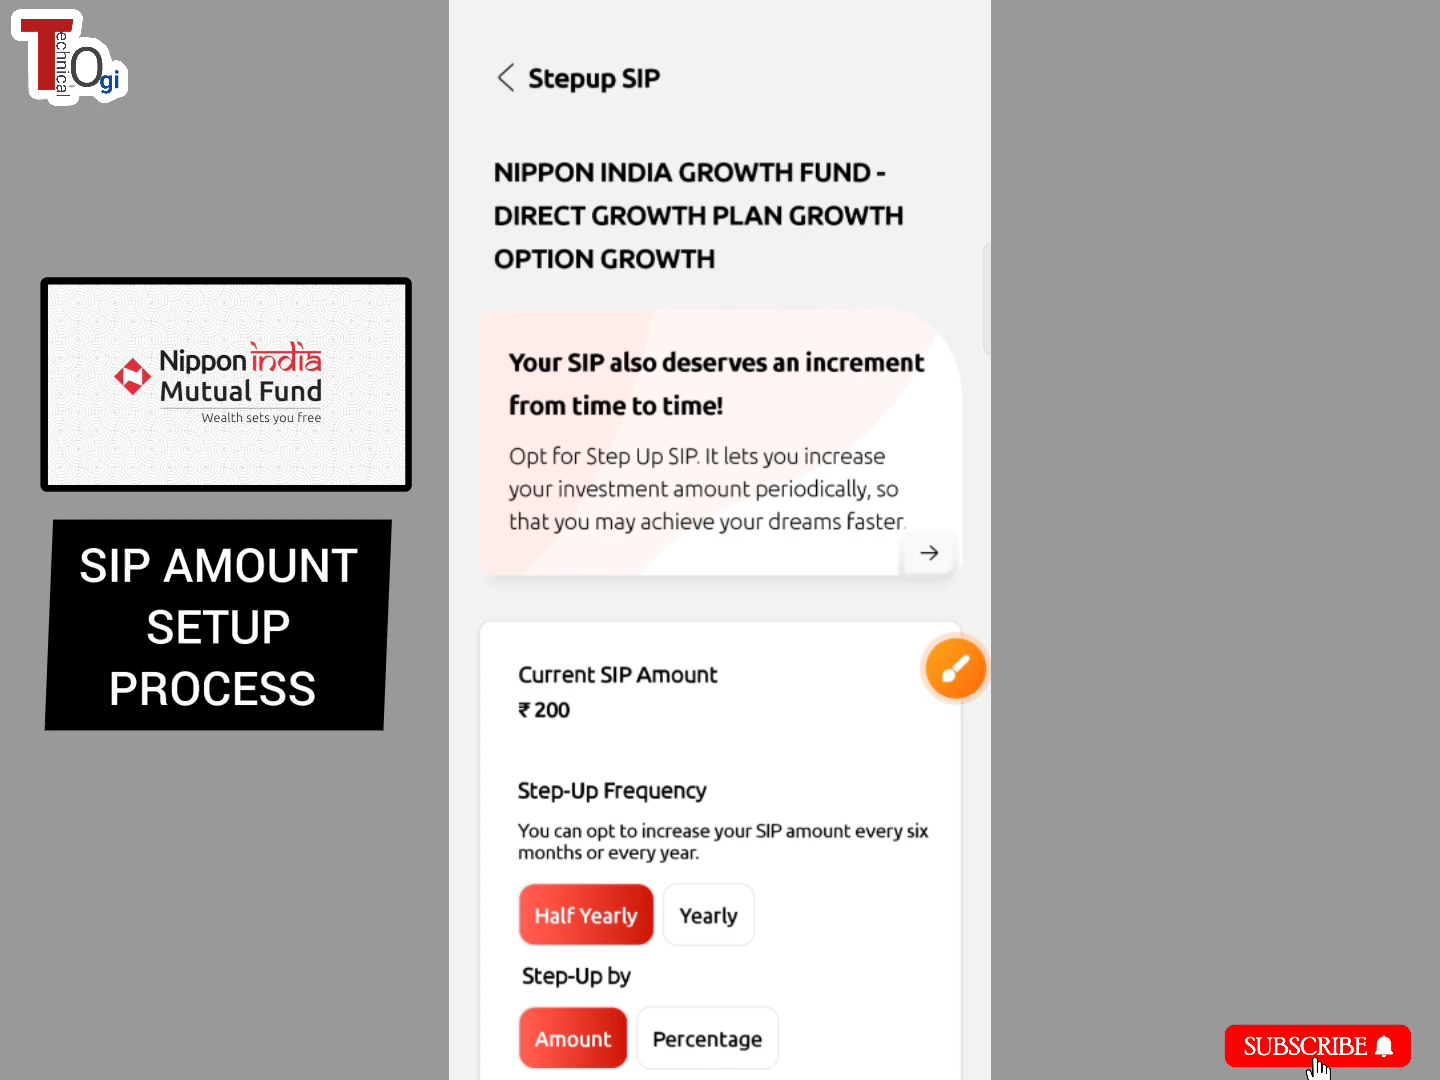 Technical Ogi
Stepup SIP
NIPPON INDIA GROWTH FUND -
DIRECT GROWTH PLAN GROWTH
OPTION GROWTH
Your SIP also deserves an increment
from time to time!
Opt for Step Up SIP. It lets you increase
your investment amount periodically, so
that you may achieve your dreams faster.
Nippon india
Mutual Fund
Wealth sets you free
SIP AMOUNT
SETUP
PROCESS
Current SIP Amount
₹ 200
Step-Up Frequency
You can opt to increase your SIP amount every six
months or every year.
Half Yearly Yearly
Step-Up by
Amount Percentage
SUBSCRIBE